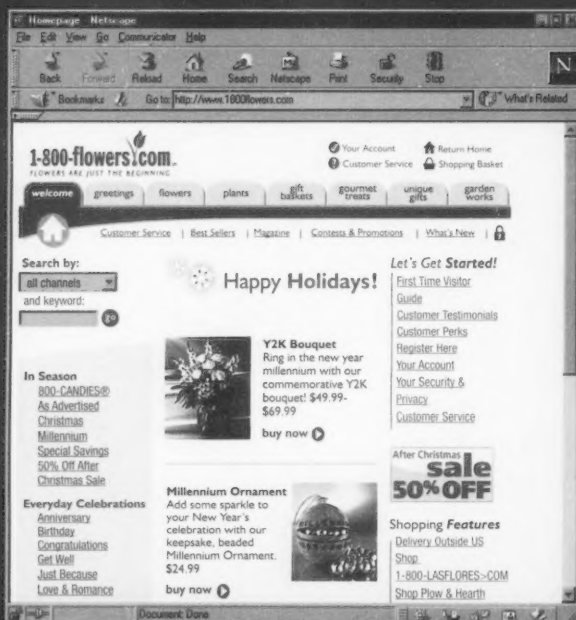 Homepage - Netscape
File Edit View Go Communicator Help
Back Forward Reload Home Search Netscape Print Security Stop
N
Bookmarks Go to: http://www.1800flowers.com What's Related
1-800-flowers.com
FLOWERS ARE JUST THE BEGINNING
Your Account Return Home
Customer Service Shopping Basket
welcome greetings flowers plants gift baskets gourmet treats unique gifts garden works
Customer Service | Best Sellers | Magazine | Contests & Promotions | What's New |
Search by:
all channels
and keyword:
go
In Season
800-CANDIES®
As Advertised
Christmas
Millennium
Special Savings
50% Off After
Christmas Sale
Everyday Celebrations
Anniversary
Birthday
Congratulations
Get Well
Just Because
Love & Romance
Happy Holidays!
Y2K Bouquet
Ring in the new year
millennium with our
commemorative Y2K
bouquet! $49.99-
$69.99
buy now
Millennium Ornament
Add some sparkle to
your New Year's
celebration with our
keepsake, beaded
Millennium Ornament.
$24.99
buy now
Let's Get Started!
First Time Visitor
Guide
Customer Testimonials
Customer Perks
Register Here
Your Account
Your Security &
Privacy
Customer Service
After Christmas
sale
50% OFF
Shopping Features
Delivery Outside US
Shop
1-800-LASFLORES>COM
Shop Plow & Hearth
Document: Done